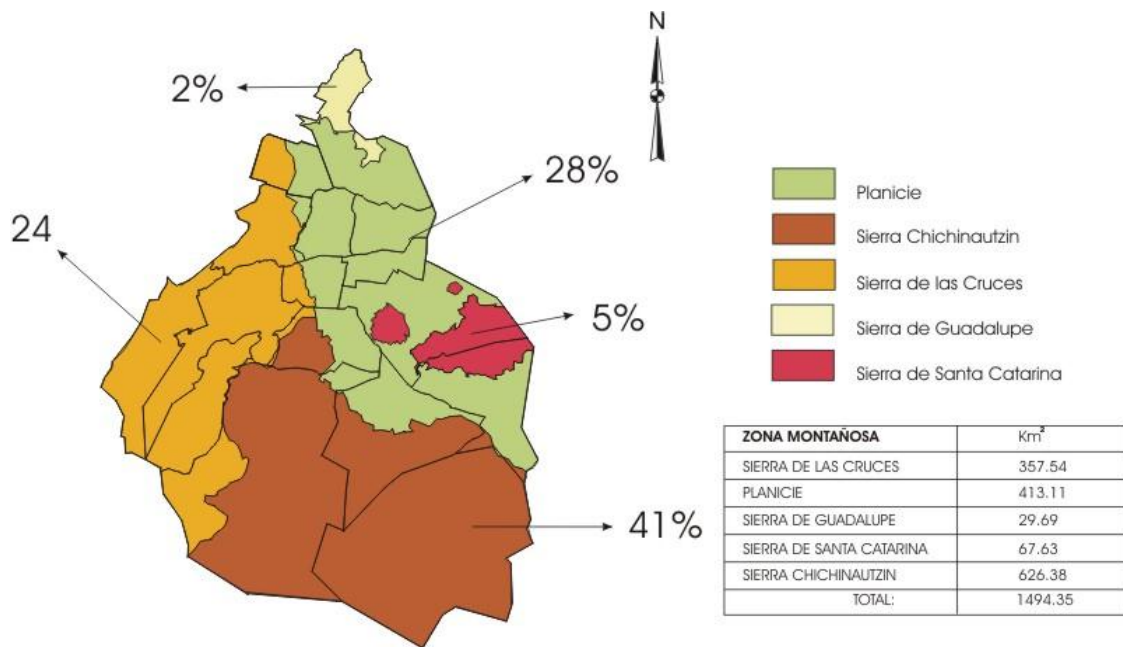 N
2%
28%
24
5%
41%
Planicie
Sierra Chichinautzin
Sierra de las Cruces
Sierra de Guadalupe
Sierra de Santa Catarina
ZONA MONTAÑOSA Km²
SIERRA DE LAS CRUCES 357.54
PLANICIE 413.11
SIERRA DE GUADALUPE 29.69
SIERRA DE SANTA CATARINA 67.63
SIERRA CHICHINAUTZIN 626.38
TOTAL: 1494.35